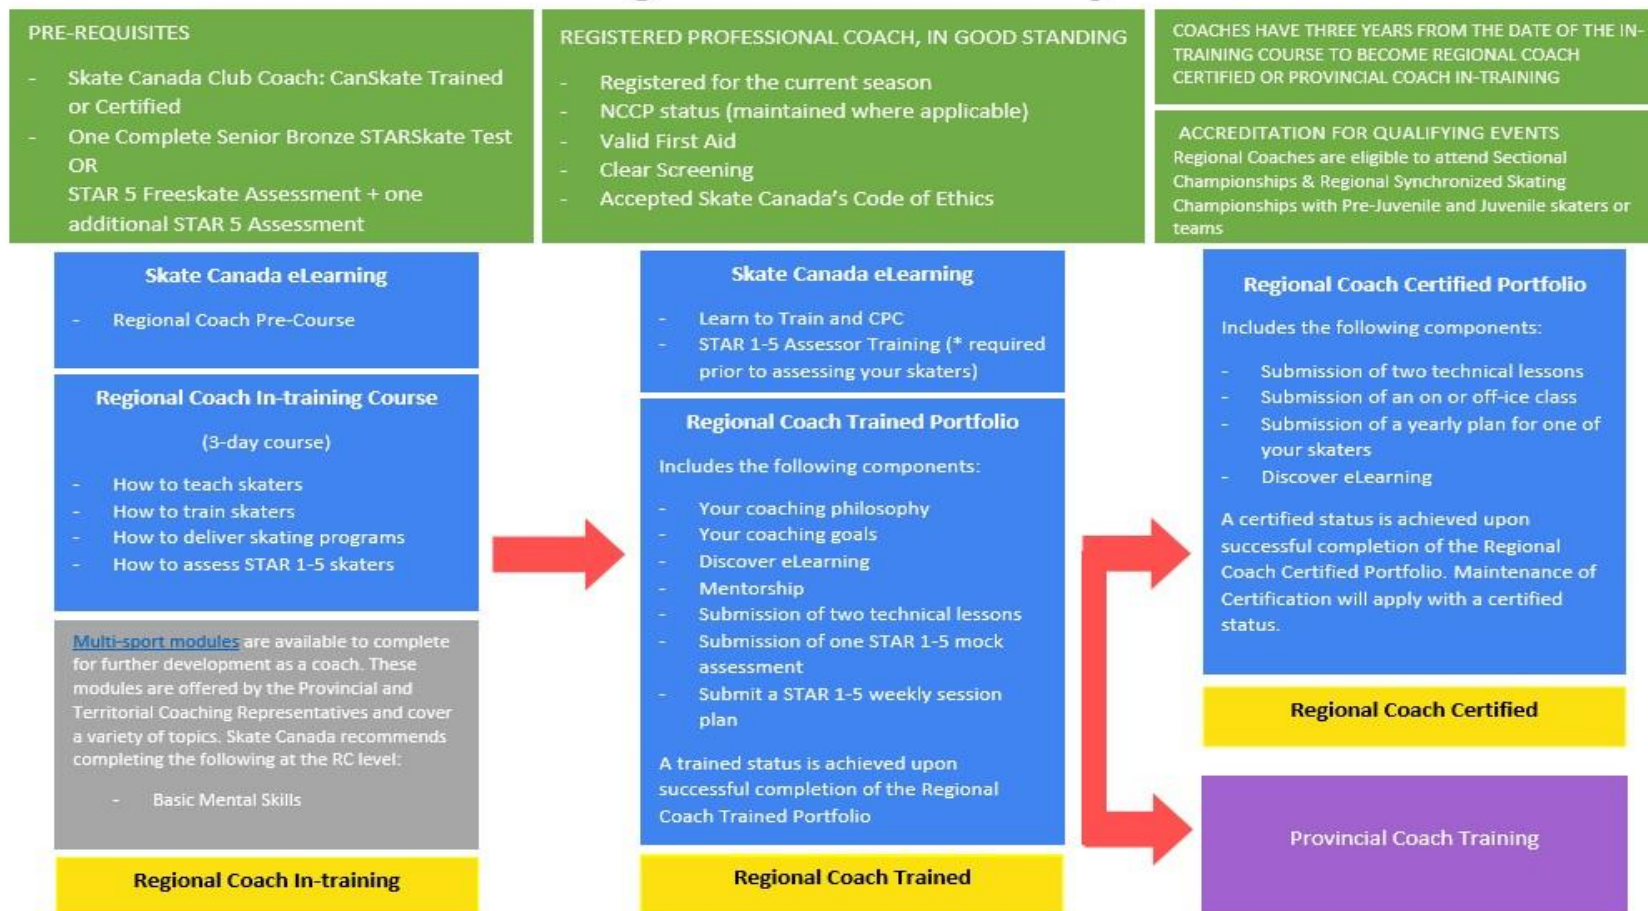 PRE-REQUISITES
- Skate Canada Club Coach: CanSkate Trained
or Certified
- One Complete Senior Bronze STARSkate Test
OR
STAR 5 Freeskate Assessment + one
additional STAR 5 Assessment
REGISTERED PROFESSIONAL COACH, IN GOOD STANDING
- Registered for the current season
- NCCP status (maintained where applicable)
- Valid First Aid
- Clear Screening
- Accepted Skate Canada's Code of Ethics
COACHES HAVE THREE YEARS FROM THE DATE OF THE IN-
TRAINING COURSE TO BECOME REGIONAL COACH
CERTIFIED OR PROVINCIAL COACH IN-TRAINING
ACCREDITATION FOR QUALIFYING EVENTS
Regional Coaches are eligible to attend Sectional
Championships & Regional Synchronized Skating
Championships with Pre-Juvenile and Juvenile skaters or
teams
Skate Canada eLearning
- Regional Coach Pre-Course
Regional Coach In-training Course
(3-day course)
- How to teach skaters
- How to train skaters
- How to deliver skating programs
- How to assess STAR 1-5 skaters
Multi-sport modules are available to complete
for further development as a coach. These
modules are offered by the Provincial and
Territorial Coaching Representatives and cover
a variety of topics. Skate Canada recommends
completing the following at the RC level:
- Basic Mental Skills
Regional Coach In-training
Skate Canada eLearning
- Learn to Train and CPC
- STAR 1-5 Assessor Training (* required
prior to assessing your skaters)
Regional Coach Trained Portfolio
Includes the following components:
- Your coaching philosophy
- Your coaching goals
- Discover eLearning
- Mentorship
- Submission of two technical lessons
- Submission of one STAR 1-5 mock
assessment
- Submit a STAR 1-5 weekly session
plan
A trained status is achieved upon
successful completion of the Regional
Coach Trained Portfolio
Regional Coach Trained
Regional Coach Certified Portfolio
Includes the following components:
- Submission of two technical lessons
- Submission of an on or off-ice class
- Submission of a yearly plan for one of
your skaters
- Discover eLearning
A certified status is achieved upon
successful completion of the Regional
Coach Certified Portfolio. Maintenance of
Certification will apply with a certified
status.
Regional Coach Certified
Provincial Coach Training